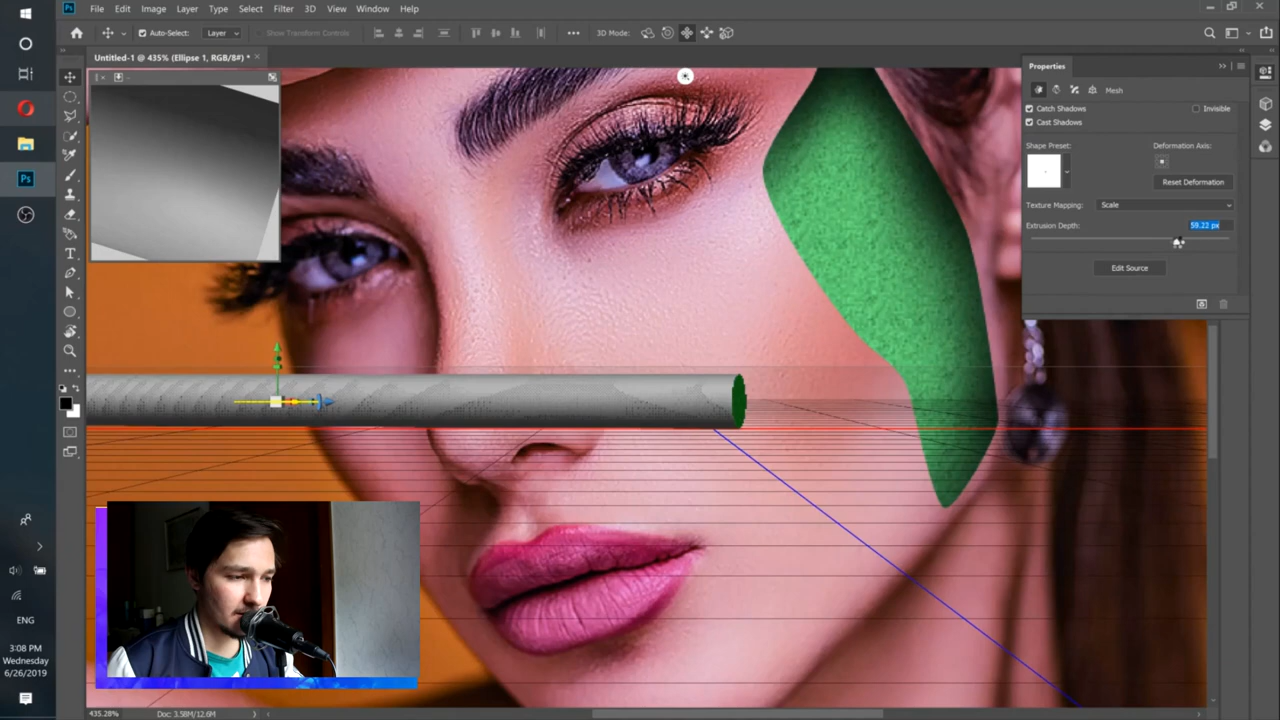 Ps File Edit Image Layer Type Select Filter 3D View Window Help
Auto-Select: Layer Show Transform Controls 3D Mode:
Untitled-1 @ 435% (Ellipse 1, RGB/8#) *
Properties
Mesh
Catch Shadows Invisible
Cast Shadows
Shape Preset: Deformation Axis:
Reset Deformation
Texture Mapping: Scale
Extrusion Depth: 59.22 px
Edit Source
Ps
ENG
3:08 PM
Wednesday
6/26/2019
435.28% Doc: 3.58M/12.6M